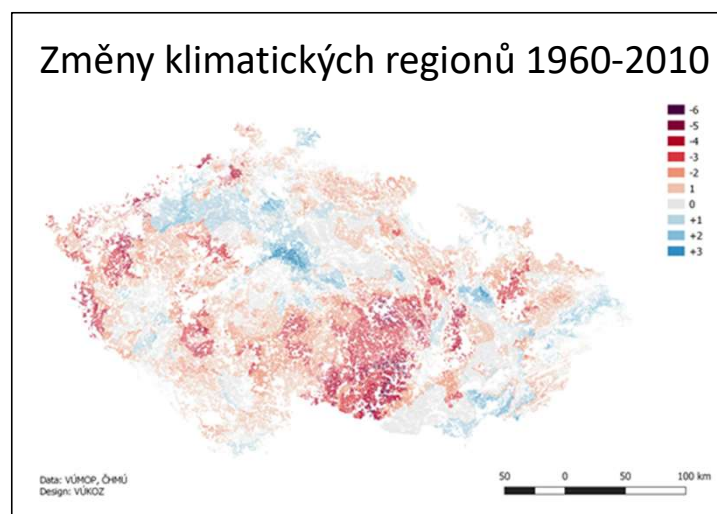 Změny klimatických regionů 1960-2010
-6
-5
-4
-3
-2
1
0
+1
+2
+3
Data: VÚMOP, ČHMÚ
Design: VÚKOZ
50 0 50 100 km